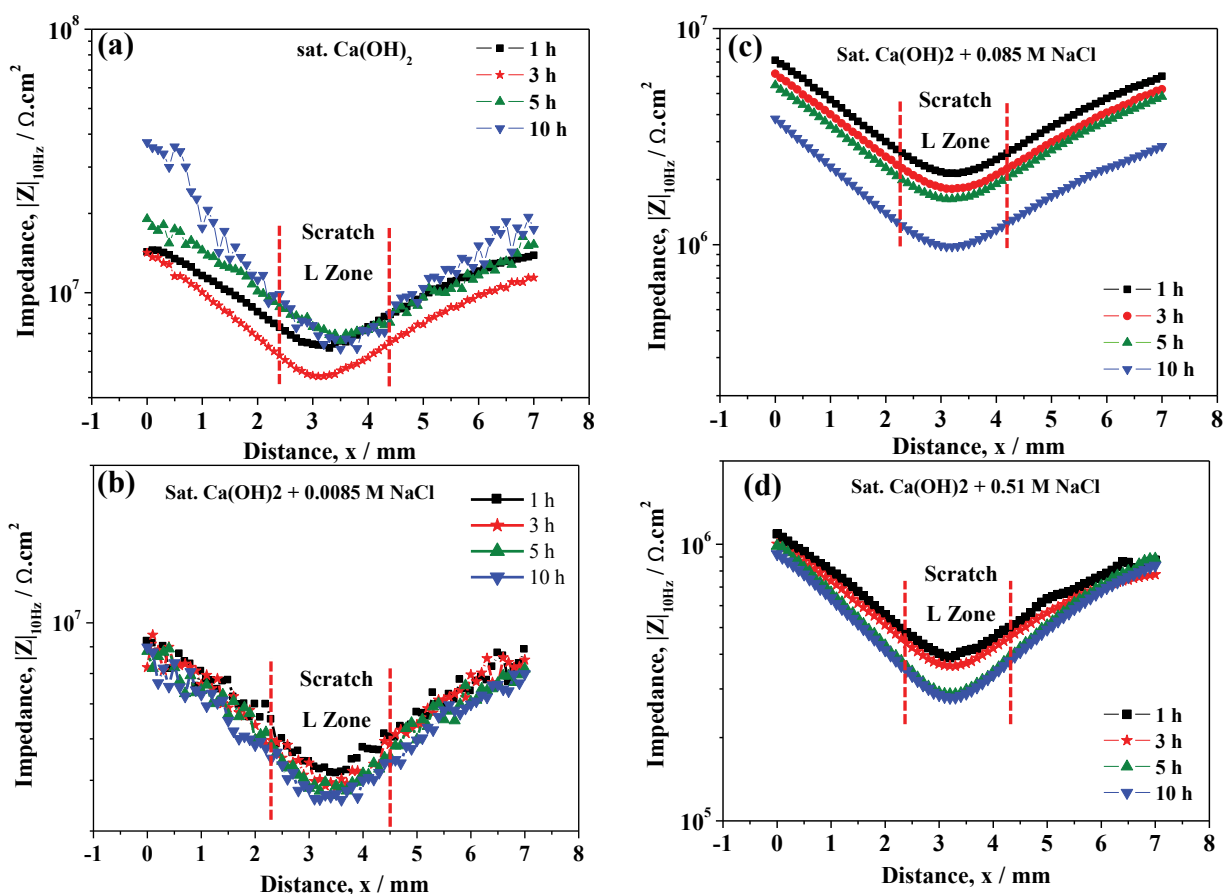 (a)
sat. Ca(OH)2
1 h
3 h
5 h
10 h
Scratch
L Zone
10^8
10^7
Impedance, |Z|10Hz / Ω.cm2
-1 0 1 2 3 4 5 6 7 8
Distance, x / mm
(b)
Sat. Ca(OH)2 + 0.0085 M NaCl
1 h
3 h
5 h
10 h
Scratch
L Zone
10^7
Impedance, |Z|10Hz / Ω.cm2
-1 0 1 2 3 4 5 6 7 8
Distance, x / mm
(c)
Sat. Ca(OH)2 + 0.085 M NaCl
Scratch
L Zone
1 h
3 h
5 h
10 h
10^7
10^6
Impedance, |Z|10Hz / Ω.cm2
-1 0 1 2 3 4 5 6 7 8
Distance, x / mm
(d)
Sat. Ca(OH)2 + 0.51 M NaCl
Scratch
L Zone
1 h
3 h
5 h
10 h
10^6
10^5
Impedance, |Z|10Hz / Ω.cm2
-1 0 1 2 3 4 5 6 7 8
Distance, x / mm